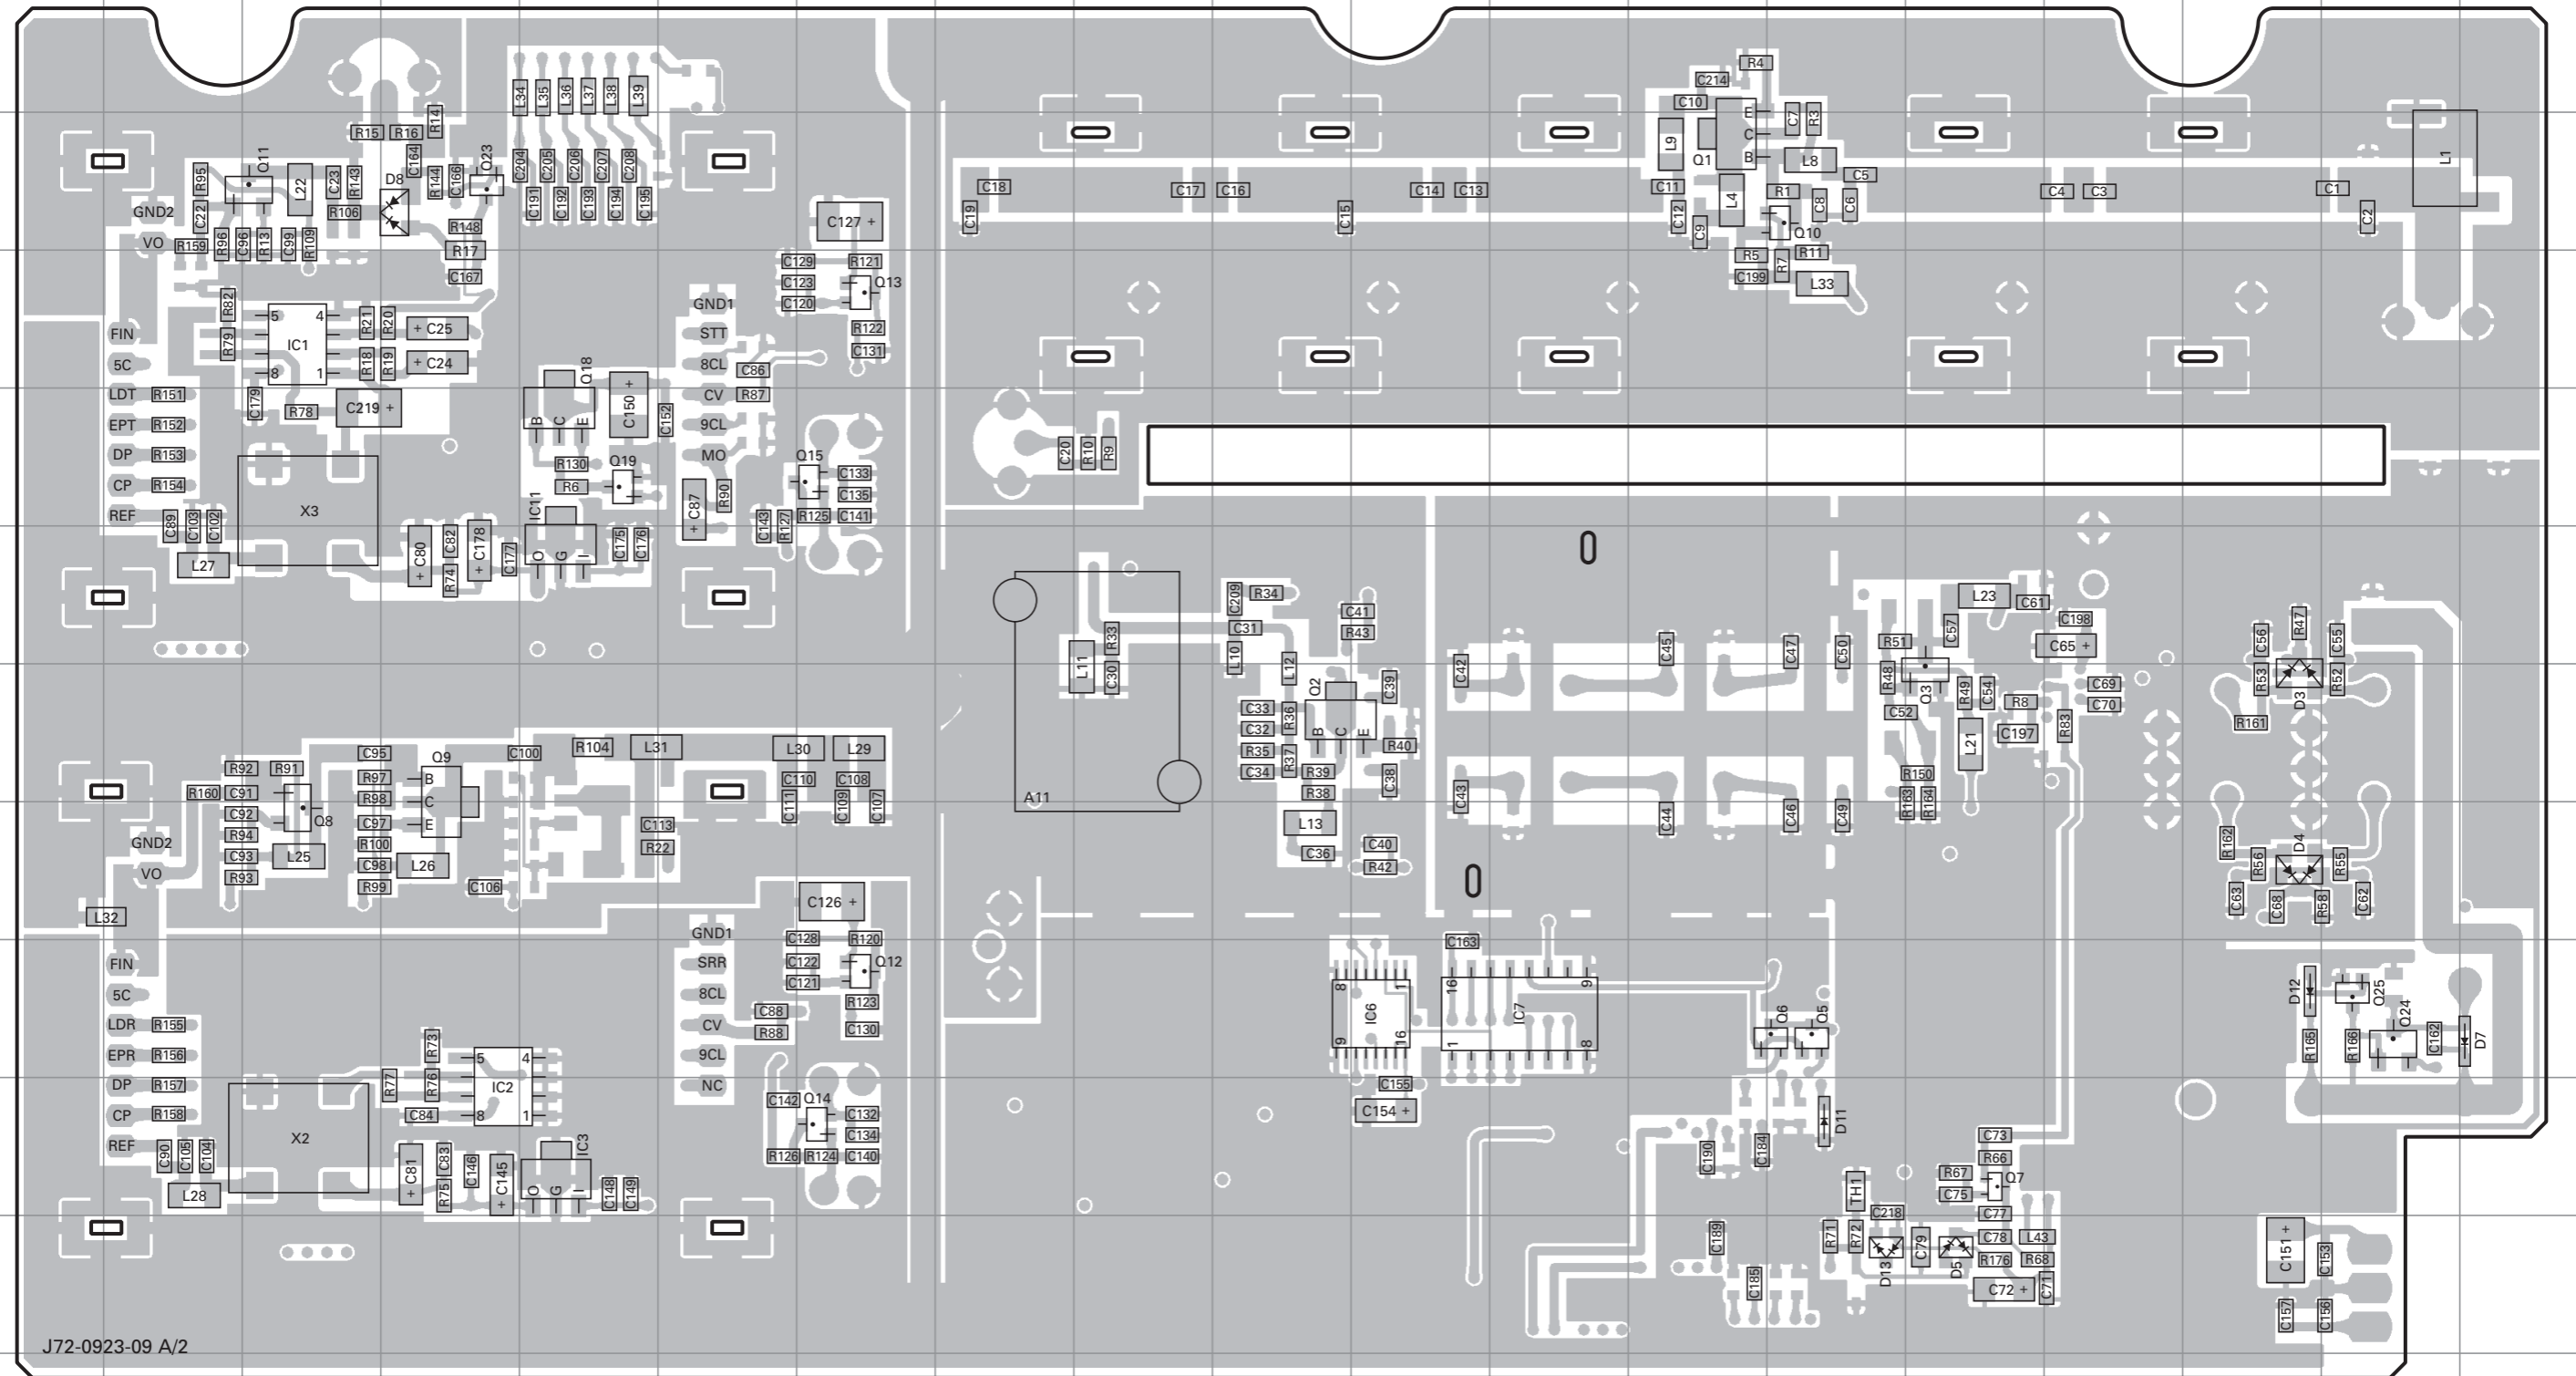 R4
C214
L34 L35 L36 L37 L38 L39
C10 E C7 R3
R14
R15 R16 C
L9 Q1 B L8
Q11 C164 Q23 C204 C205 C206 C207 C208
R95 L22 C23 R143 D8 R144 C166
C18 C17 C16 C14 C13 C11 L4 R1 C5 C4 C3 C1 L1
GND2 C22 R106 C191 C192 C193 C194 C195
C127 + C19 C15 C12 C9 C8 C6 C2
R148 Q10
VO R159 R96 C96 R13 C99 R109 R17
C129 R121 R5 R7 R11
C167 C123 Q13 C199 L33
R82 GND1 C120
5 4 R21 R20 + C25
FIN STT R122
R79 IC1
5C 8 1 R18 R19 + C24 Q18 8CL C86 C131
LDT R151 C179 R78 C219 + C150 + CV R87
EPT R152 B C E C152 9CL
DP R153 R130 Q19 MO Q15 C20 R10 R9
CP R154 X3 R6 C133
C87 + R90 C135
REF C89 C103 C102 IC11 C143 R127 R125 C141
C80 + C82 C178 + C177 O G I C175 C176
L27 R74
C209 R34 L23 C61
C41 C198
L11 R33 C31 R43 C45 C47 C50 R51 C57 C65 + C56 R47 C55
C30 L10 L12 C42 R48 Q3
Q2 C39 R49 C54 C69 R53 D3 R52
C33 R36 C52 R8 C70
C32 B C E L21 C197 R83 R161
C95 Q9 C100 R104 L31 L30 L29 R35 R37 R40
R92 R91 R97 B C110 C108 C34 R39 C38 R150
R160 C91 R98 C C111 C109 C107 A11 R38 C43 C44 C46 C49 R163 R164
C92 Q8 C97 E C113 L13
R94 R100 R22 C40 R162 D4
GND2 C93 L25 C98 L26 C36 R42 R56 R55
VO R93 R99 C106
L32 C126 + C63 C68 R58 C62
GND1 C128 R120 C163
FIN SRR C122 Q12 8 1 16 9 D12 Q25
5C 8CL C121
LDR R155 C88 R123 IC6 IC7 Q6 Q5 Q24
R73 CV R88 C130 9 16 1 8 R165 R166 C162 D7
EPR R156 5 4 9CL
DP R157 R77 R76 IC2 NC C155
CP R158 C84 8 1 C142 Q14 C132 C154 + D11
REF X2 IC3 C134 C73
C90 C105 C104 C81 + C83 C146 C145 + R126 R124 C140 C190 C184 R66
L28 R75 O G I C148 C149 TH1 R67 C75 Q7
C218 C77
C189 R71 R72 C79 C78 L43 C151 + C153
D13 D5 R176 R68
C185 C72 + C71
C157 C156
J72-0923-09 A/2